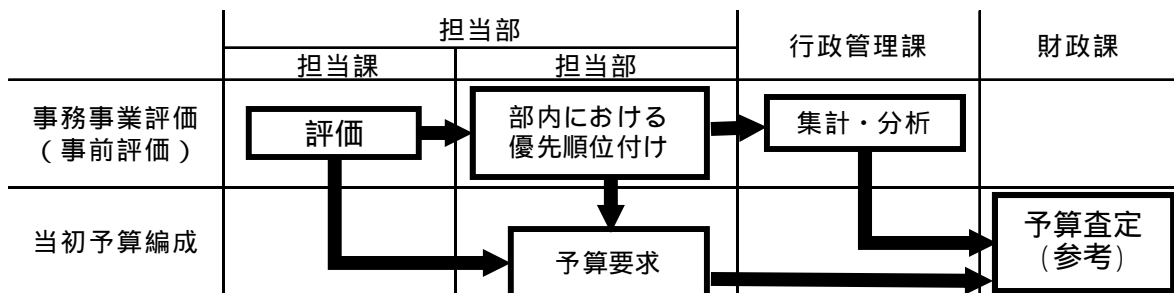 担当部
行政管理課
財政課
担当課
担当部
事務事業評価
(事前評価)
評価
部内における
優先順位付け
集計・分析
当初予算編成
予算要求
予算査定
(参考)